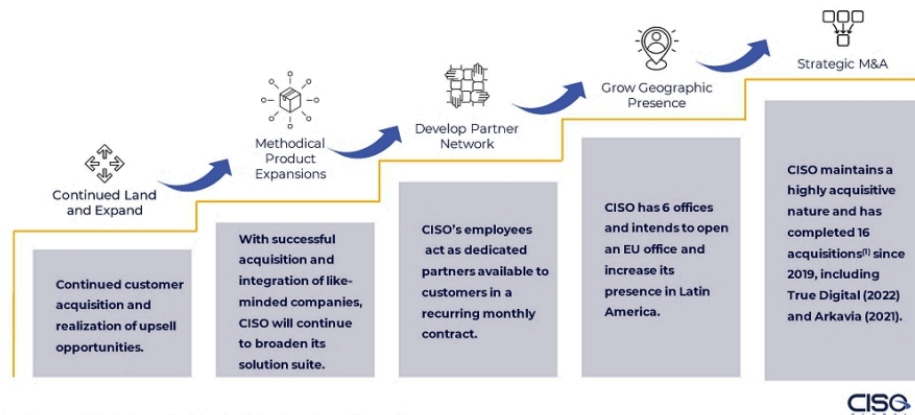 Continued Land
and Expand
Continued customer
acquisition and
realization of upsell
opportunities.
Methodical
Product
Expansions
With successful
acquisition and
integration of like-
minded companies,
CISO will continue
to broaden its
solution suite.
Develop Partner
Network
CISO’s employees
act as dedicated
partners available to
customers in a
recurring monthly
contract.
Grow Geographic
Presence
CISO has 6 offices
and intends to open
an EU office and
increase its
presence in Latin
America.
Strategic M&A
CISO maintains a
highly acquisitive
nature and has
completed 16
acquisitions(1) since
2019, including
True Digital (2022)
and Arkavia (2021).
CISO